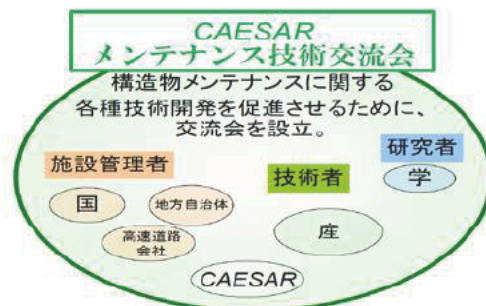 CAESAR
メンテナンス技術交流会
構造物メンテナンスに関する
各種技術開発を促進させるために、
交流会を設立。
施設管理者
技術者
研究者
国
地方自治体
高速道路
会社
産
学
CAESAR